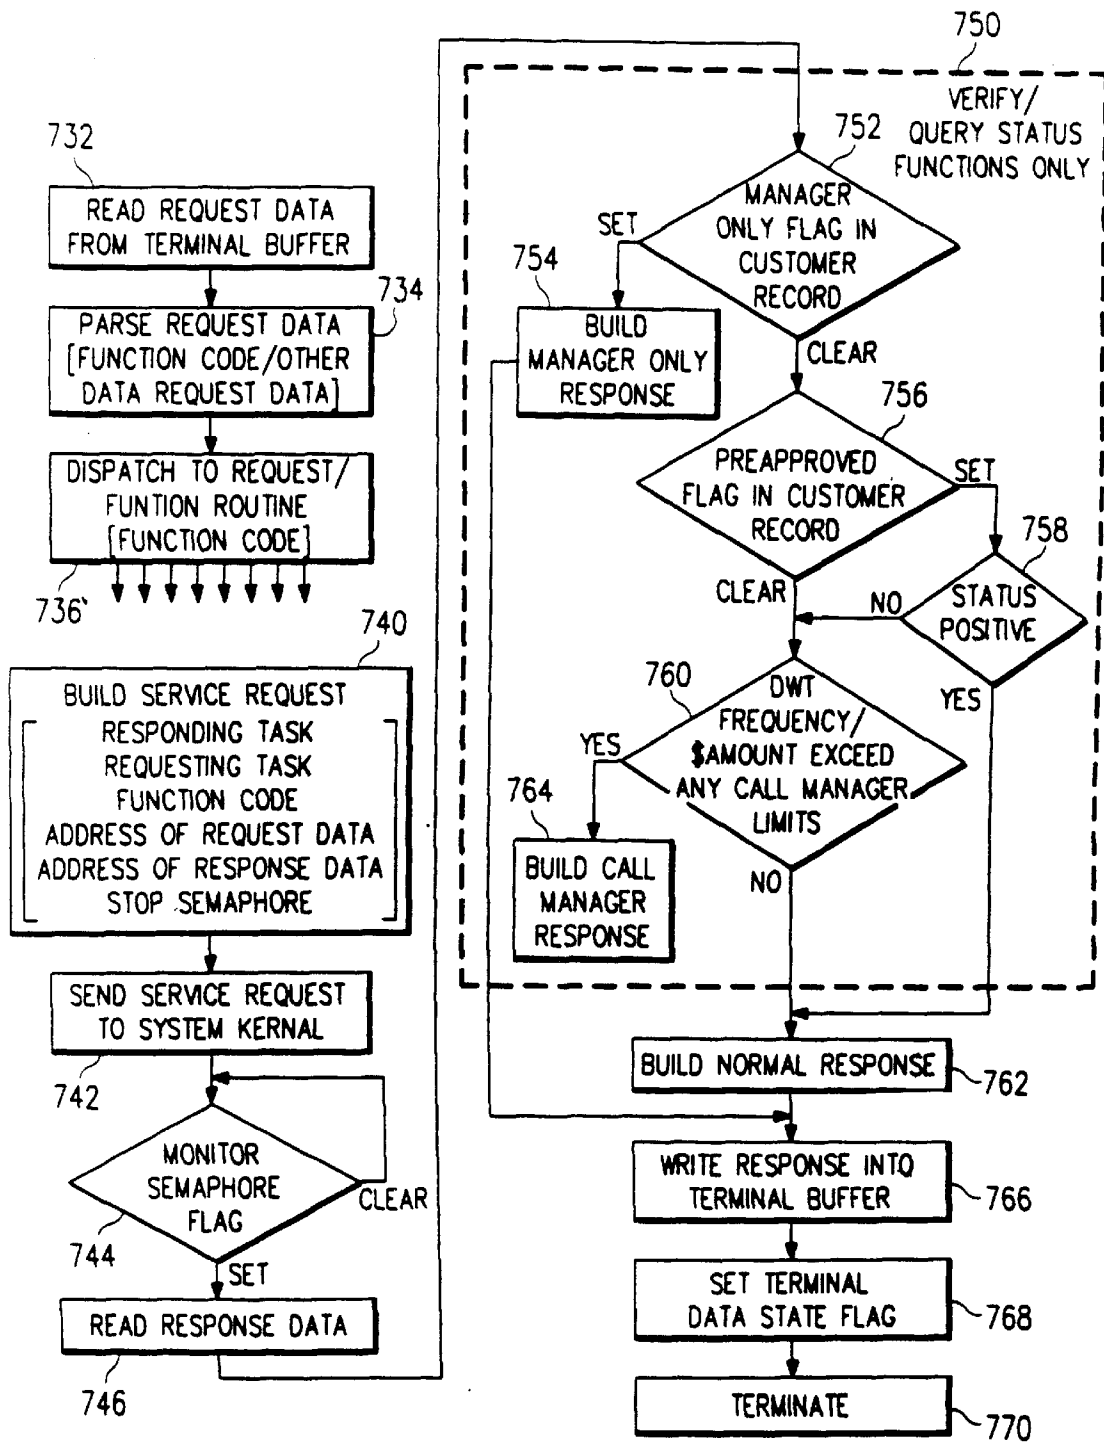 732
READ REQUEST DATA
FROM TERMINAL BUFFER
734
PARSE REQUEST DATA
[FUNCTION CODE/OTHER
DATA REQUEST DATA]
DISPATCH TO REQUEST/
FUNTION ROUTINE
[FUNCTION CODE]
736
740
BUILD SERVICE REQUEST
RESPONDING TASK
REQUESTING TASK
FUNCTION CODE
ADDRESS OF REQUEST DATA
ADDRESS OF RESPONSE DATA
STOP SEMAPHORE
SEND SERVICE REQUEST
TO SYSTEM KERNAL
742
MONITOR
SEMAPHORE
FLAG
CLEAR
744
SET
READ RESPONSE DATA
746
750
VERIFY/
QUERY STATUS
FUNCTIONS ONLY
752
MANAGER
ONLY FLAG IN
CUSTOMER
RECORD
SET
754
BUILD
MANAGER ONLY
RESPONSE
CLEAR
756
PREAPPROVED
FLAG IN CUSTOMER
RECORD
SET
758
STATUS
POSITIVE
NO
CLEAR
YES
760
DWT
FREQUENCY/
$AMOUNT EXCEED
ANY CALL MANAGER
LIMITS
YES
764
BUILD CALL
MANAGER
RESPONSE
NO
BUILD NORMAL RESPONSE
762
WRITE RESPONSE INTO
TERMINAL BUFFER
766
SET TERMINAL
DATA STATE FLAG
768
TERMINATE
770